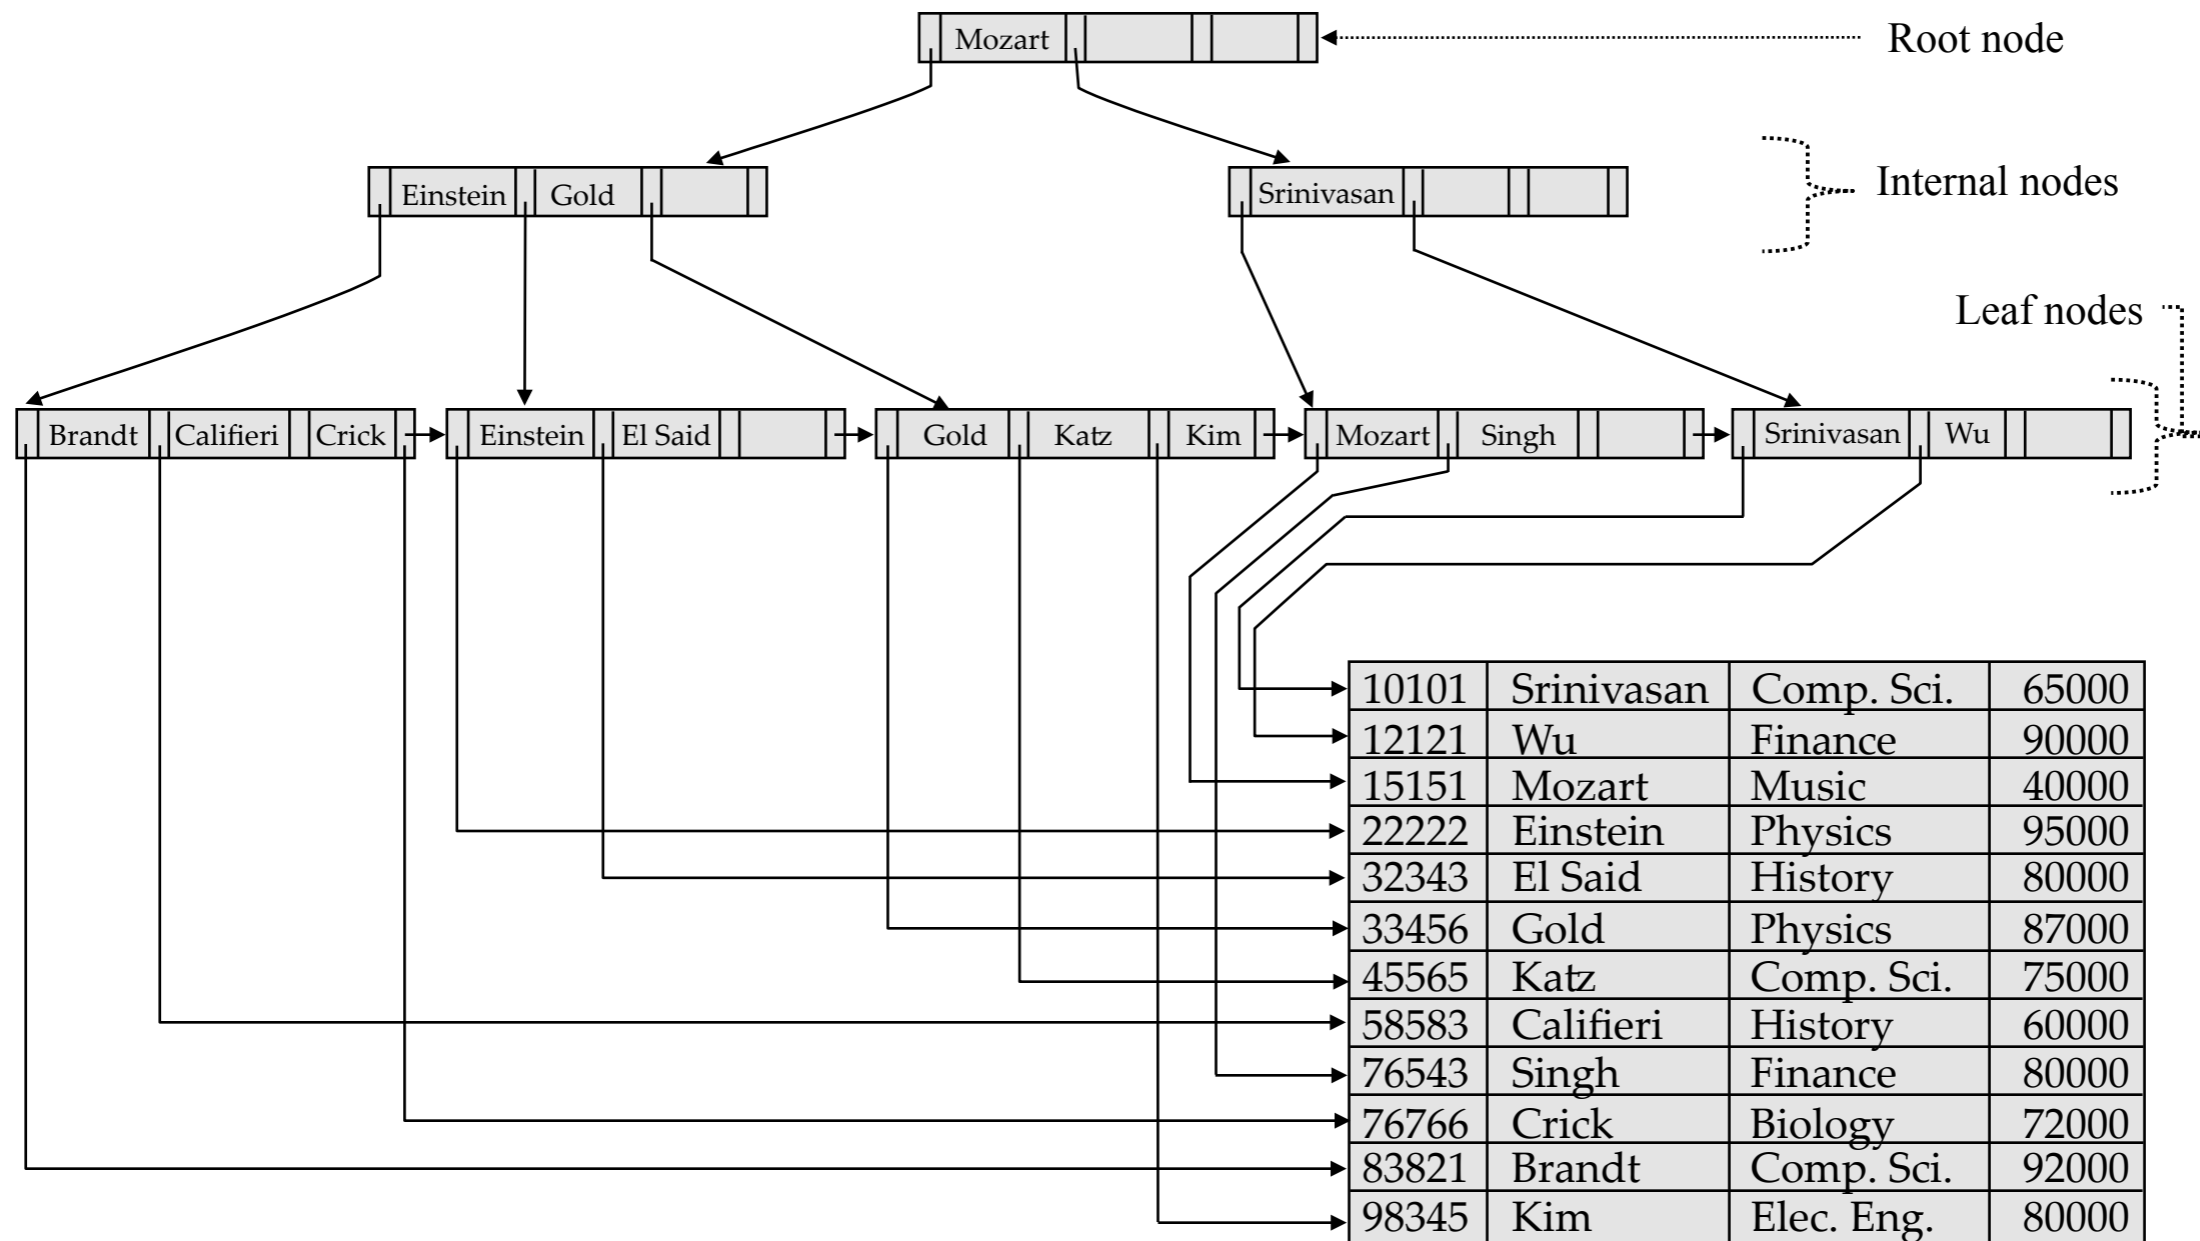 Mozart
Root node
Einstein Gold
Srinivasan
Internal nodes
Leaf nodes
Brandt Califieri Crick Einstein El Said Gold Katz Kim Mozart Singh Srinivasan Wu
10101 Srinivasan Comp. Sci. 65000
12121 Wu Finance 90000
15151 Mozart Music 40000
22222 Einstein Physics 95000
32343 El Said History 80000
33456 Gold Physics 87000
45565 Katz Comp. Sci. 75000
58583 Califieri History 60000
76543 Singh Finance 80000
76766 Crick Biology 72000
83821 Brandt Comp. Sci. 92000
98345 Kim Elec. Eng. 80000